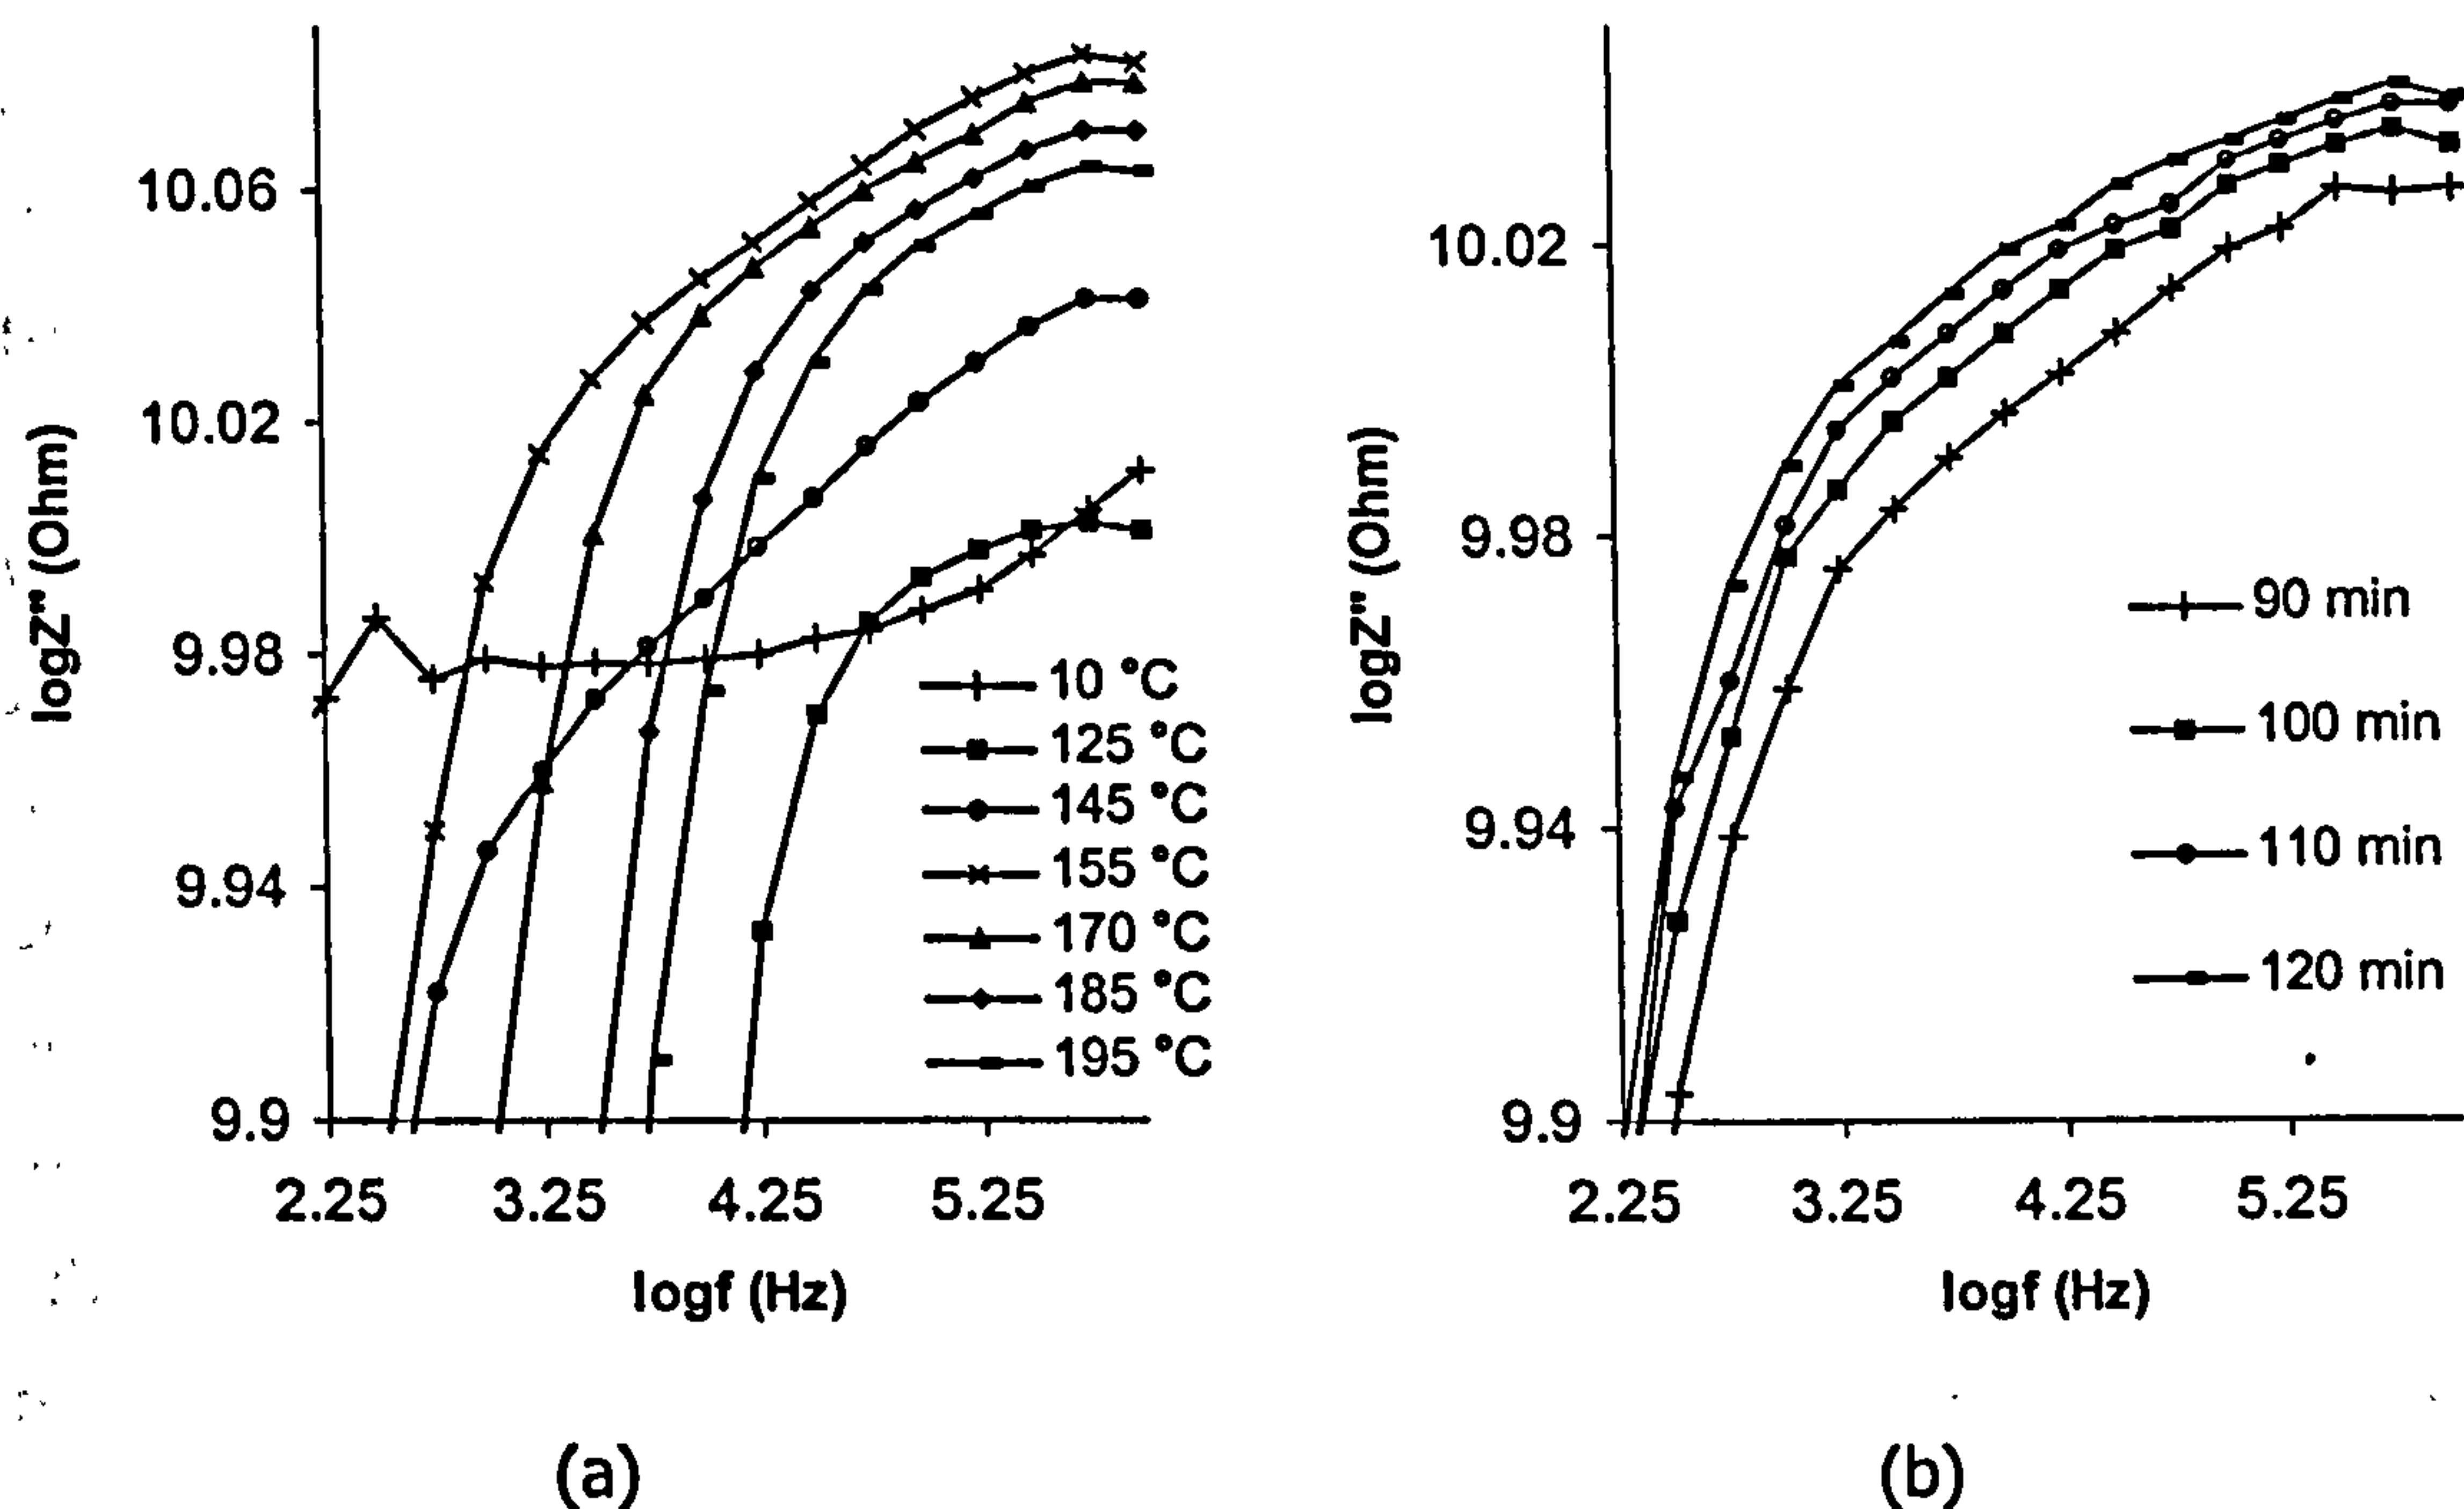 10.06
10.02
9.98
9.94
9.9
logZ" (Ohm)
2.25 3.25 4.25 5.25
logf (Hz)
10 °C
125 °C
145 °C
155 °C
170 °C
185 °C
195 °C
(a)
10.02
9.98
9.94
9.9
logZ" (Ohm)
2.25 3.25 4.25 5.25
logf (Hz)
90 min
100 min
110 min
120 min
(b)